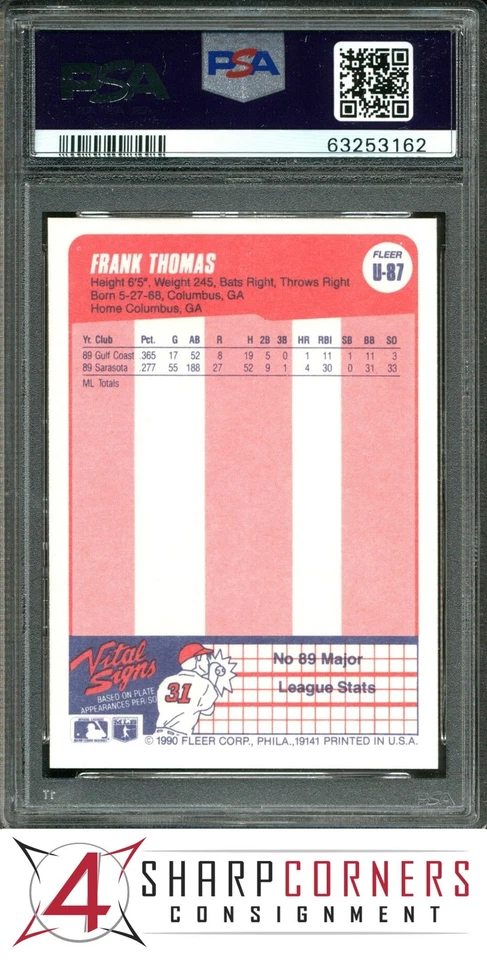 PSA
PSA
63253162
FRANK THOMAS
Height 6'5", Weight 245, Bats Right, Throws Right
Born 5-27-68, Columbus, GA
Home Columbus, GA
FLEER
U-87
Yr. Club Pct. G AB R H 2B 3B HR RBI SB BB SO
89 Gulf Coast .365 17 52 8 19 5 0 1 11 1 11 3
89 Sarasota .277 55 188 27 52 9 1 4 30 0 31 33
ML Totals
Vital
Signs
BASED ON PLATE
APPEARANCES PER/SO
31
No 89 Major
League Stats
© 1990 FLEER CORP., PHILA.,19141 PRINTED IN U.S.A.
PSA
4
SHARPCORNERS
CONSIGNMENT